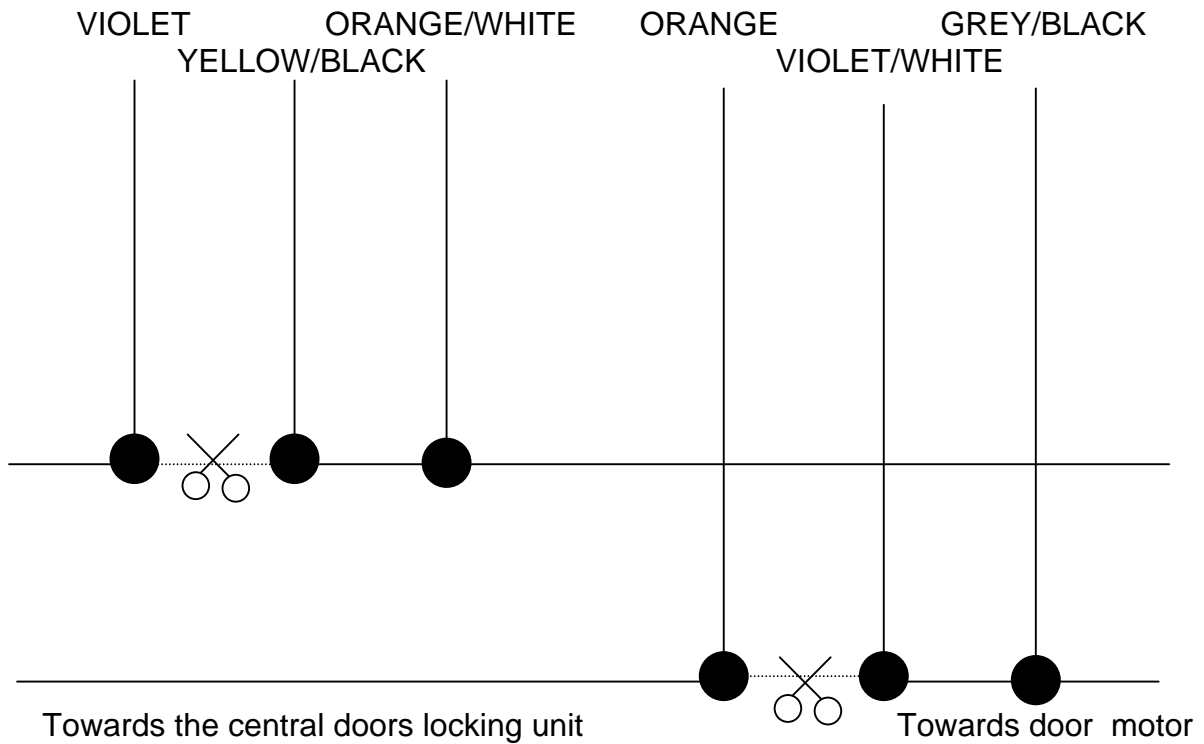 VIOLET ORANGE/WHITE ORANGE GREY/BLACK
YELLOW/BLACK VIOLET/WHITE
Towards the central doors locking unit Towards door motor